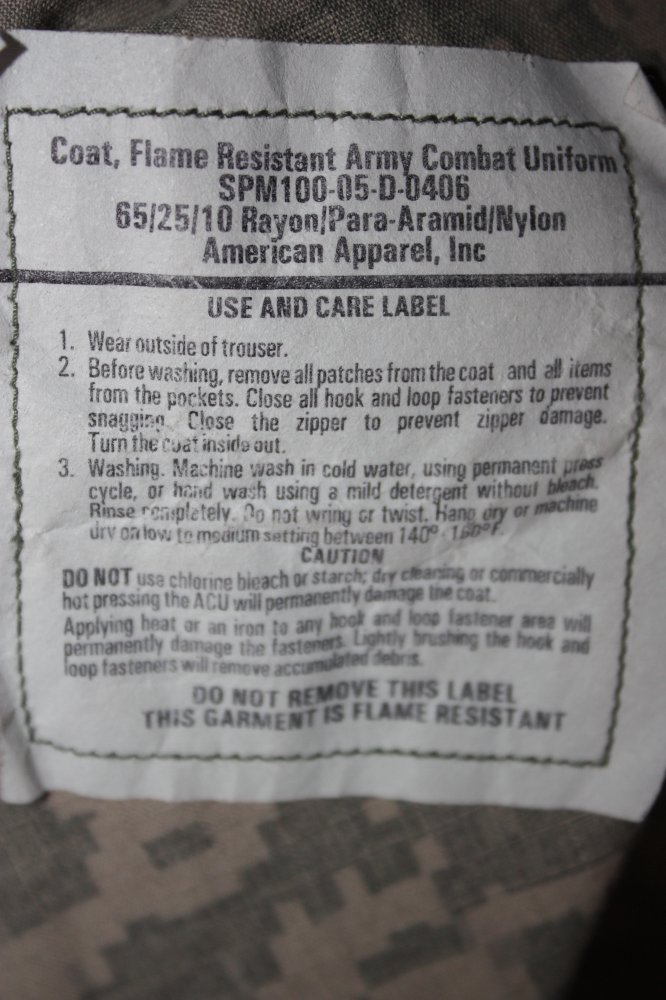 Coat, Flame Resistant Army Combat Uniform
SPM100-05-D-0406
65/25/10 Rayon/Para-Aramid/Nylon
American Apparel, Inc
USE AND CARE LABEL
1. Wear outside of trouser.
2. Before washing, remove all patches from the coat and all items
from the pockets. Close all hook and loop fasteners to prevent
snagging. Close the zipper to prevent zipper damage.
Turn the coat inside out.
3. Washing. Machine wash in cold water, using permanent press
cycle, or hand wash using a mild detergent without bleach.
Rinse completely. Do not wring or twist. Hang dry or machine
dry on low to medium setting between 140°-160°F.
CAUTION
DO NOT use chlorine bleach or starch; dry cleaning or commercially
hot pressing the ACU will permanently damage the coat.
Applying heat or an iron to any hook and loop fastener area will
permanently damage the fasteners. Lightly brushing the hook and
loop fasteners will remove accumulated debris.
DO NOT REMOVE THIS LABEL
THIS GARMENT IS FLAME RESISTANT